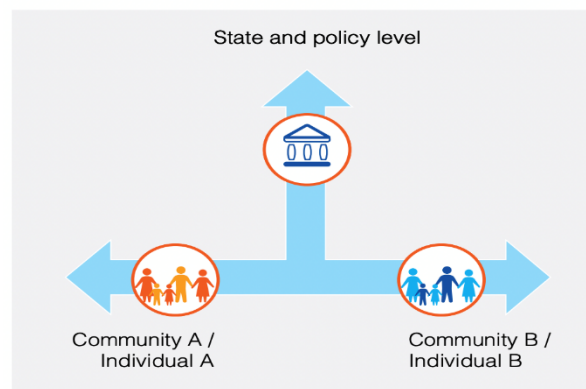 State and policy level
Community A /
Individual A
Community B /
Individual B